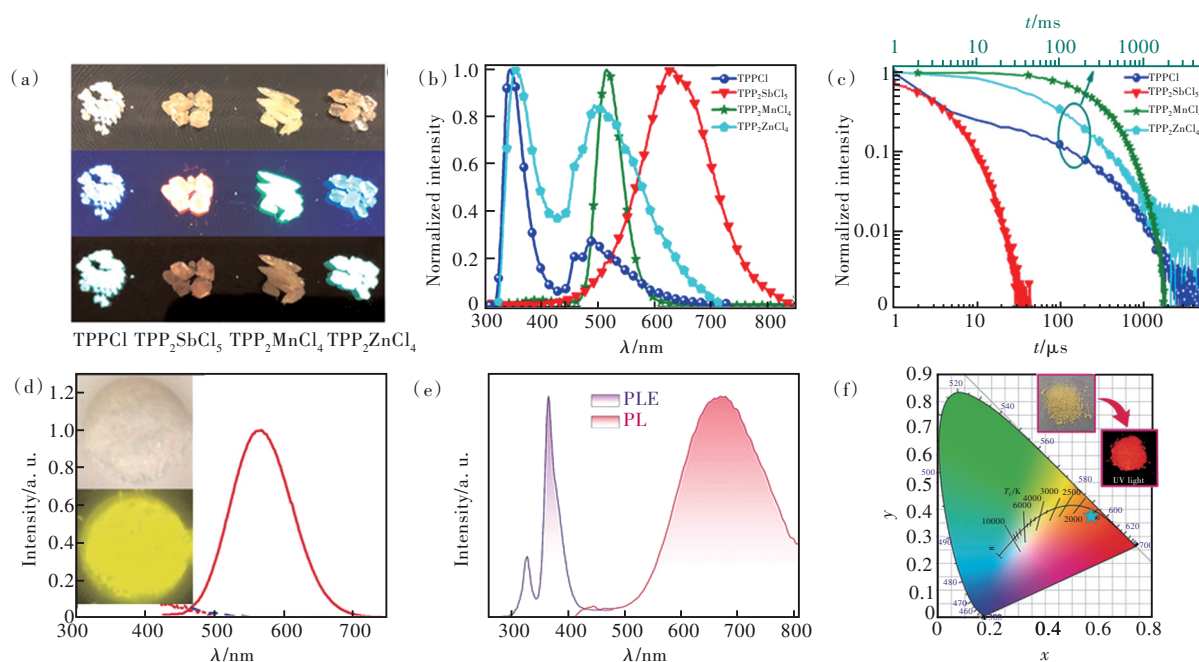 (a)
TPPCl TPP₂SbCl₅ TPP₂MnCl₄ TPP₂ZnCl₄
(b)
1.0
0.8
0.6
0.4
0.2
0
Normalized intensity
TPPCl
TPP₂SbCl₅
TPP₂MnCl₄
TPP₂ZnCl₄
300 400 500 600 700 800
λ/nm
t/ms
1 10 100 1000
(c)
1
0.1
0.01
0
Normalized intensity
TPPCl
TPP₂SbCl₅
TPP₂MnCl
TPP₂ZnCl₄
1 10 100 1000
t/μs
(d)
1.2
1.0
0.8
0.6
0.4
0.2
0
Intensity/a. u.
300 400 500 600 700
λ/nm
(e)
PLE
PL
Intensity/a. u.
300 400 500 600 700 800
λ/nm
(f)
0.9
0.8
0.7
0.6
0.5
0.4
0.3
0.2
0.1
0
y
520
540
560
500
580
490
600
620
700
480
470
460
380
Tc/K
10000
6000
4000
3000
2500
2000
UV light
0 0.2 0.4 0.6 0.8
x